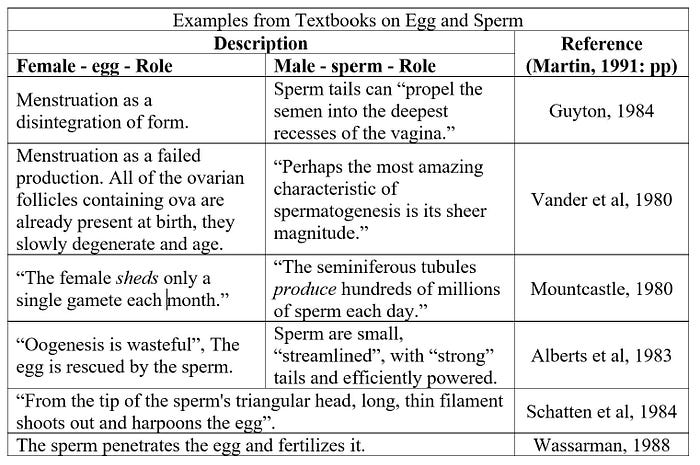 Examples from Textbooks on Egg and Sperm
Description
Reference
(Martin, 1991: pp)
Female - egg - Role
Male - sperm - Role
Menstruation as a
disintegration of form.
Sperm tails can “propel the
semen into the deepest
recesses of the vagina.”
Guyton, 1984
Menstruation as a failed
production. All of the ovarian
follicles containing ova are
already present at birth, they
slowly degenerate and age.
“Perhaps the most amazing
characteristic of
spermatogenesis is its sheer
magnitude.”
Vander et al, 1980
“The female sheds only a
single gamete each month.”
“The seminiferous tubules
produce hundreds of millions
of sperm each day.”
Mountcastle, 1980
“Oogenesis is wasteful”, The
egg is rescued by the sperm.
Sperm are small,
“streamlined”, with “strong”
tails and efficiently powered.
Alberts et al, 1983
“From the tip of the sperm's triangular head, long, thin filament
shoots out and harpoons the egg”.
Schatten et al, 1984
The sperm penetrates the egg and fertilizes it.
Wassarman, 1988